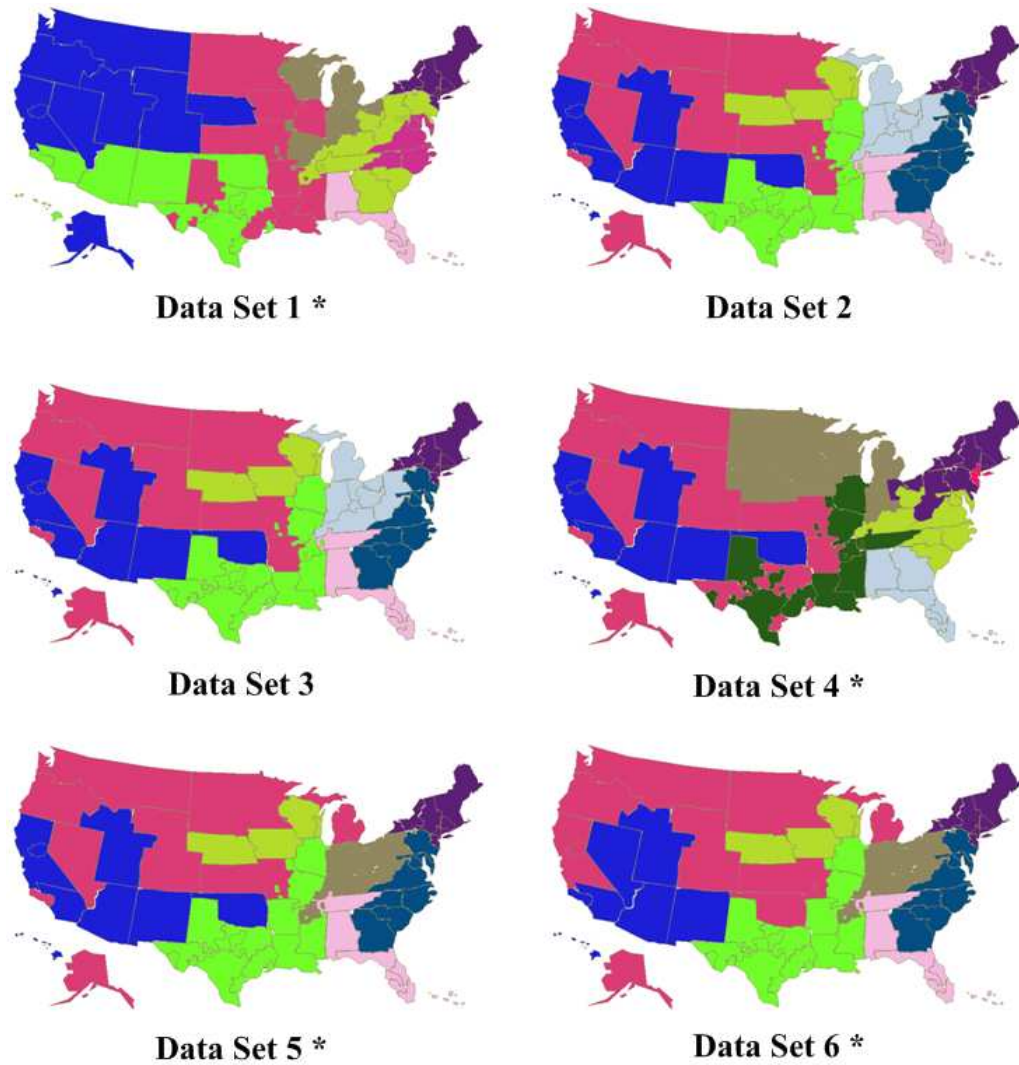 Data Set 1 *
Data Set 2
Data Set 3
Data Set 4 *
Data Set 5 *
Data Set 6 *